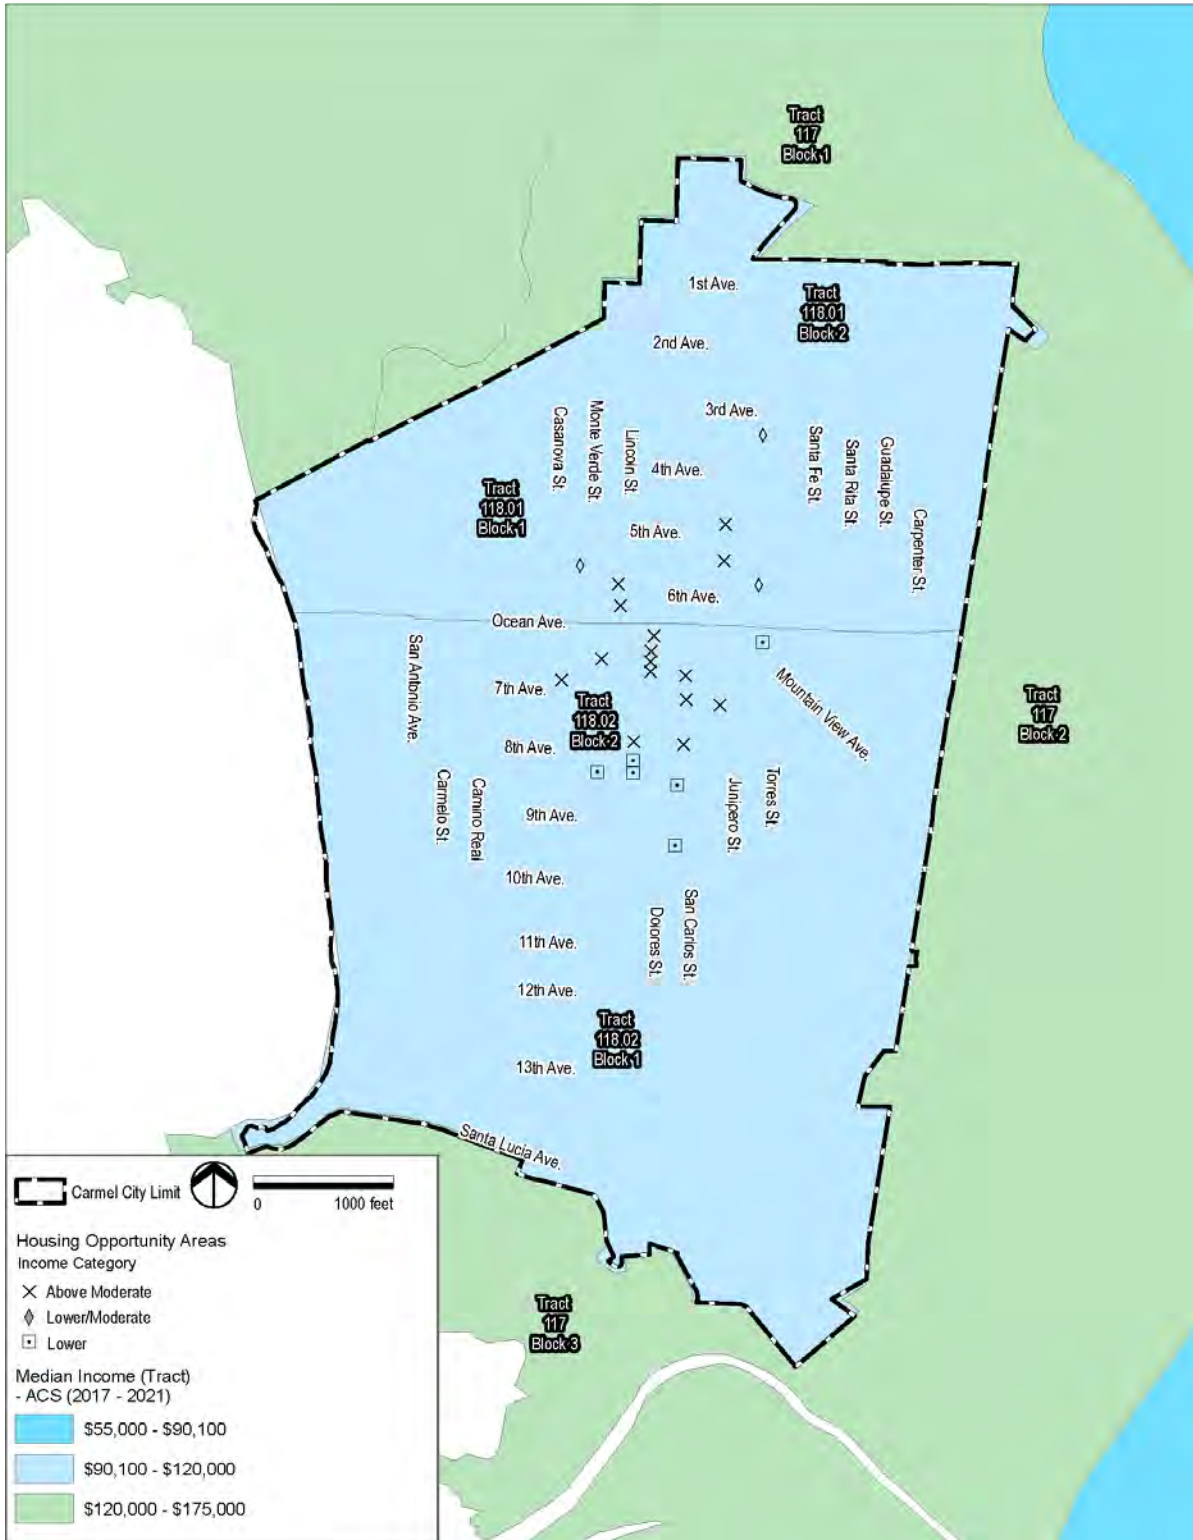 Tract
117
Block 1
1st Ave.
Tract
118.01
Block 2
2nd Ave.
3rd Ave.
Casanova St.
Monte Verde St.
Lincoln St.
4th Ave.
Santa Fe St.
Santa Rita St.
Guadalupe St.
Carpenter St.
Tract
118.01
Block 1
5th Ave.
6th Ave.
Ocean Ave.
San Antonio Ave.
7th Ave.
Mountain View Ave.
Tract
118.02
Block 2
Tract
117
Block 2
8th Ave.
Carmelo St.
Camino Real
9th Ave.
Junipero St.
Torres St.
10th Ave.
Dolores St.
San Carlos St.
11th Ave.
12th Ave.
Tract
118.02
Block 1
13th Ave.
Santa Lucia Ave.
Tract
117
Block 3
Carmel City Limit
0 1000 feet
Housing Opportunity Areas
Income Category
Above Moderate
Lower/Moderate
Lower
Median Income (Tract)
- ACS (2017 - 2021)
$55,000 - $90,100
$90,100 - $120,000
$120,000 - $175,000